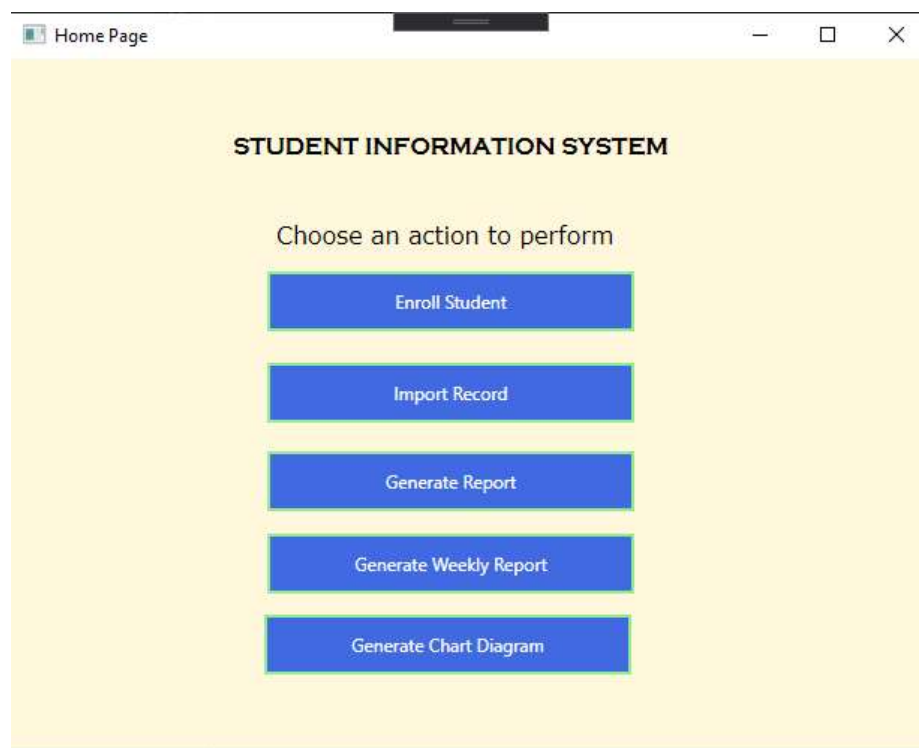 Home Page
STUDENT INFORMATION SYSTEM
Choose an action to perform
Enroll Student
Import Record
Generate Report
Generate Weekly Report
Generate Chart Diagram